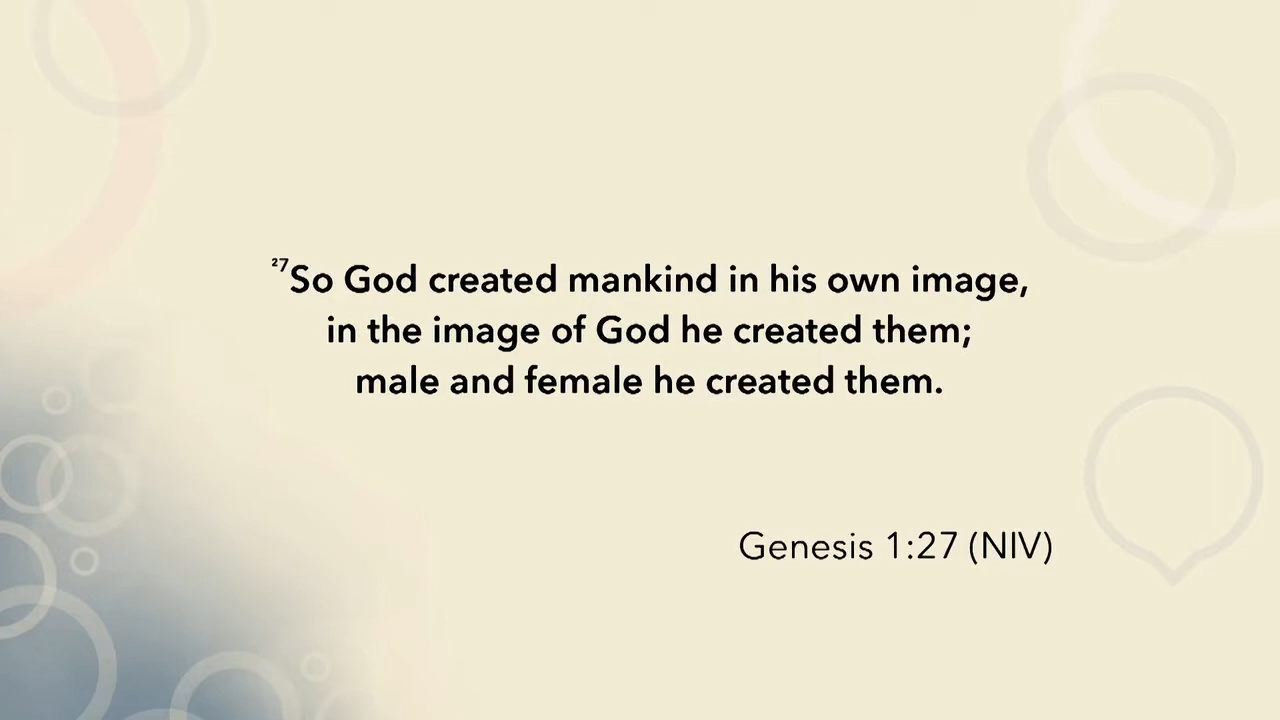 ²⁷So God created mankind in his own image,
in the image of God he created them;
male and female he created them.
Genesis 1:27 (NIV)